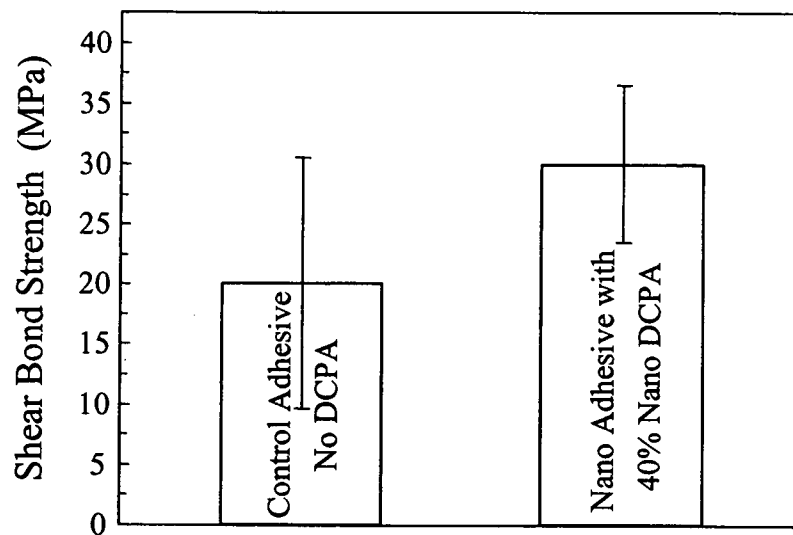 Shear Bond Strength (MPa)
40
35
30
25
20
15
10
5
0
Control Adhesive
No DCPA
Nano Adhesive with
40% Nano DCPA